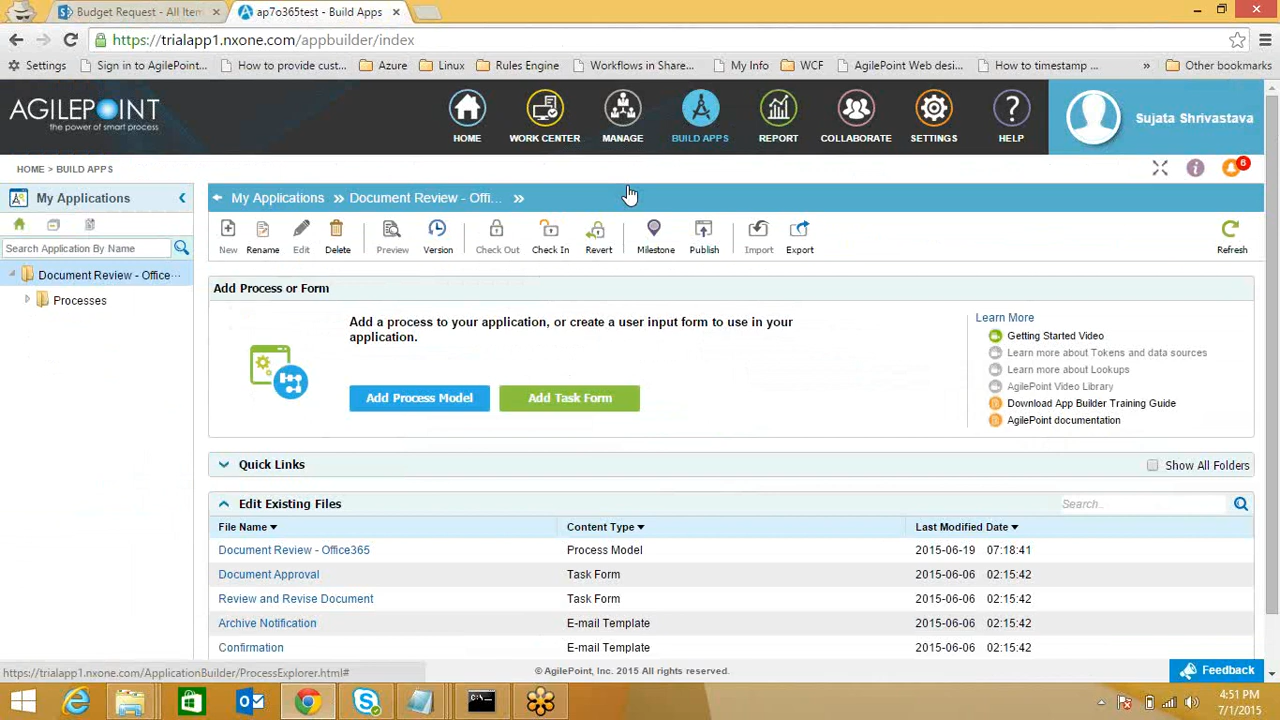 Budget Request - All Item
ap7o365test - Build Apps
https://trialapp1.nxone.com/appbuilder/index
Settings
Sign in to AgilePoint...
How to provide cust...
Azure
Linux
Rules Engine
Workflows in Share...
My Info
WCF
AgilePoint Web desi...
How to timestamp ...
»
Other bookmarks
AGILEPOINT
the power of smart process
HOME
WORK CENTER
MANAGE
BUILD APPS
REPORT
COLLABORATE
SETTINGS
HELP
Sujata Shrivastava
HOME > BUILD APPS
6
My Applications
My Applications » Document Review - Offi... »
New
Rename
Edit
Delete
Preview
Version
Check Out
Check In
Revert
Milestone
Publish
Import
Export
Refresh
Search Application By Name
Document Review - Office...
Processes
Add Process or Form
Add a process to your application, or create a user input form to use in your
application.
Add Process Model
Add Task Form
Learn More
Getting Started Video
Learn more about Tokens and data sources
Learn more about Lookups
AgilePoint Video Library
Download App Builder Training Guide
AgilePoint documentation
Quick Links
Show All Folders
Edit Existing Files
Search..
File Name
Content Type
Last Modified Date
Document Review - Office365
Process Model
2015-06-19 07:18:41
Document Approval
Task Form
2015-06-06 02:15:42
Review and Revise Document
Task Form
2015-06-06 02:15:42
Archive Notification
E-mail Template
2015-06-06 02:15:42
Confirmation
E-mail Template
2015-06-06 02:15:42
https://trialapp1.nxone.com/ApplicationBuilder/ProcessExplorer.html#
© AgilePoint, Inc. 2015 All rights reserved.
Feedback
4:51 PM
7/1/2015